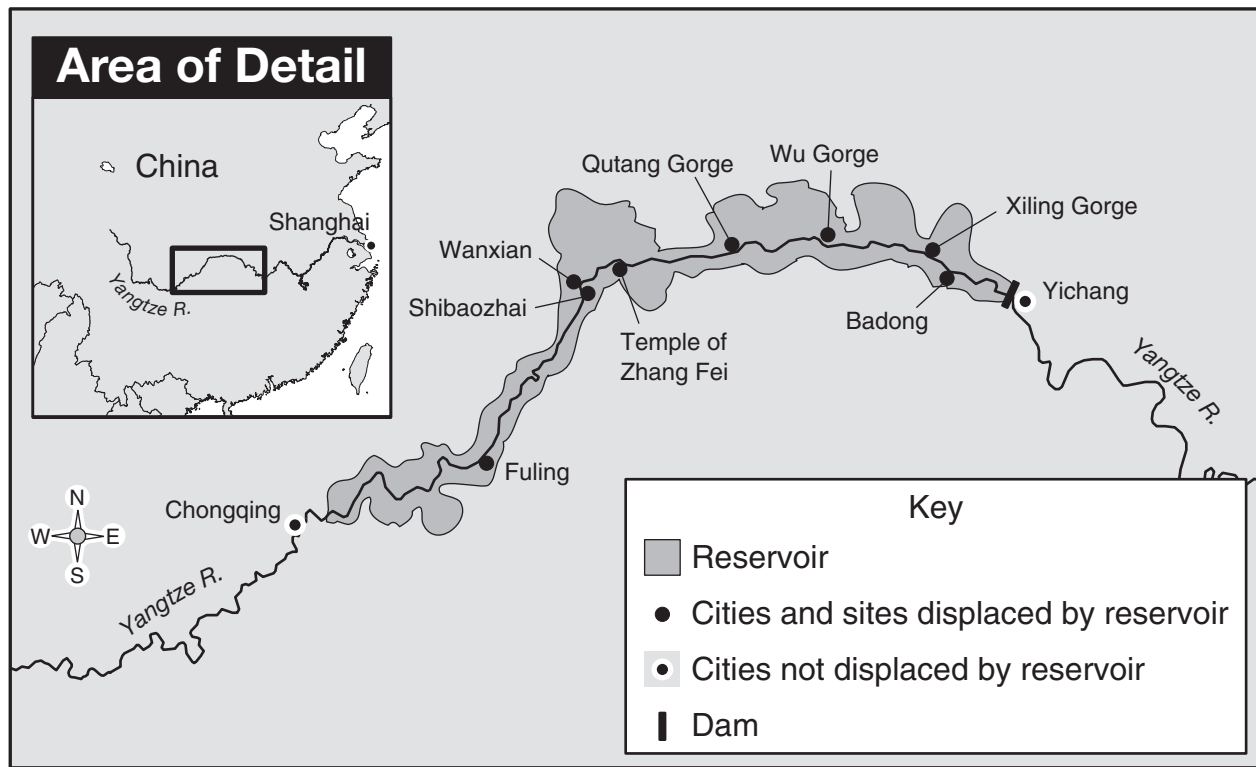 Area of Detail
China
Shanghai
Yangtze R.
Qutang Gorge
Wu Gorge
Xiling Gorge
Wanxian
Shibaozhai
Temple of
Zhang Fei
Badong
Yichang
Yangtze R.
Fuling
Chongqing
N
W
E
S
Yangtze R.
Key
Reservoir
Cities and sites displaced by reservoir
Cities not displaced by reservoir
Dam